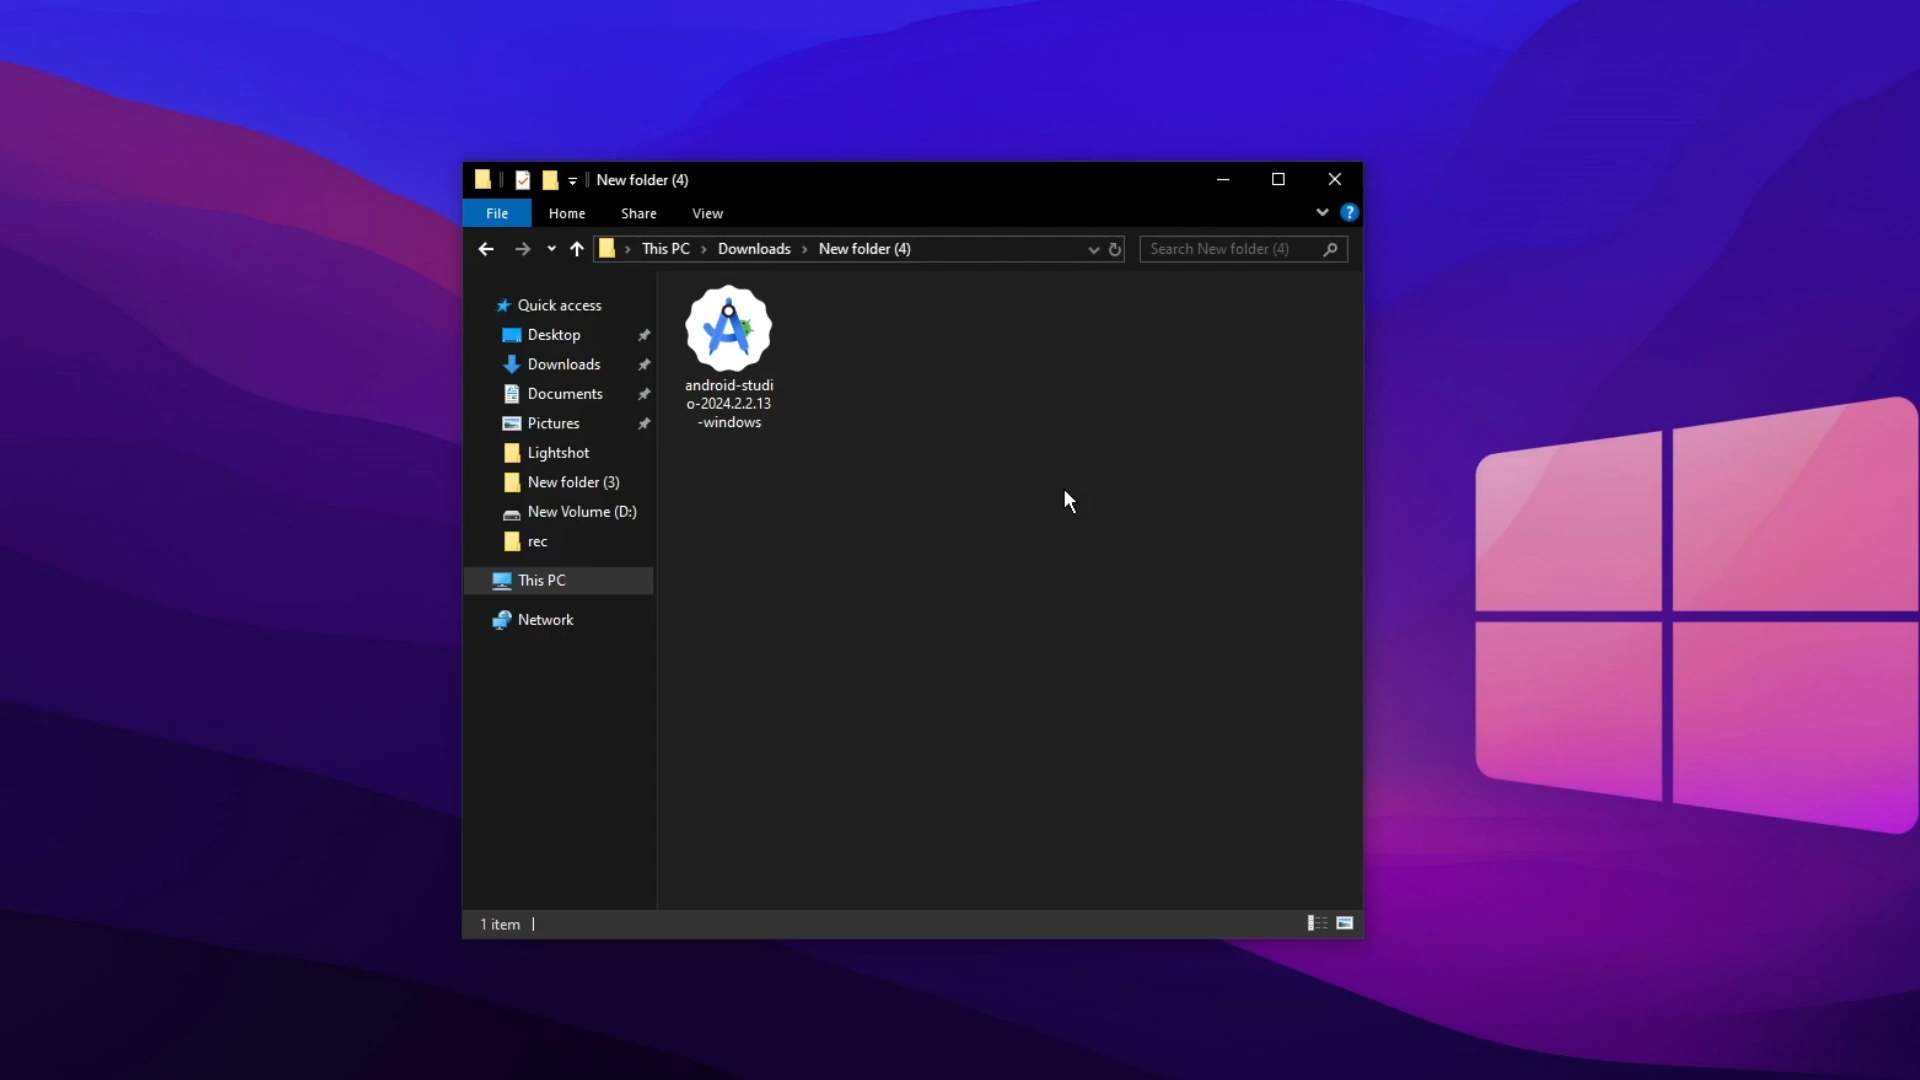 New folder (4)
File Home Share View
?
This PC Downloads New folder (4)
Search New folder (4)
Quick access
Desktop
Downloads
Documents
Pictures
Lightshot
New folder (3)
New Volume (D:)
rec
This PC
Network
android-studi
o-2024.2.2.13
-windows
1 item